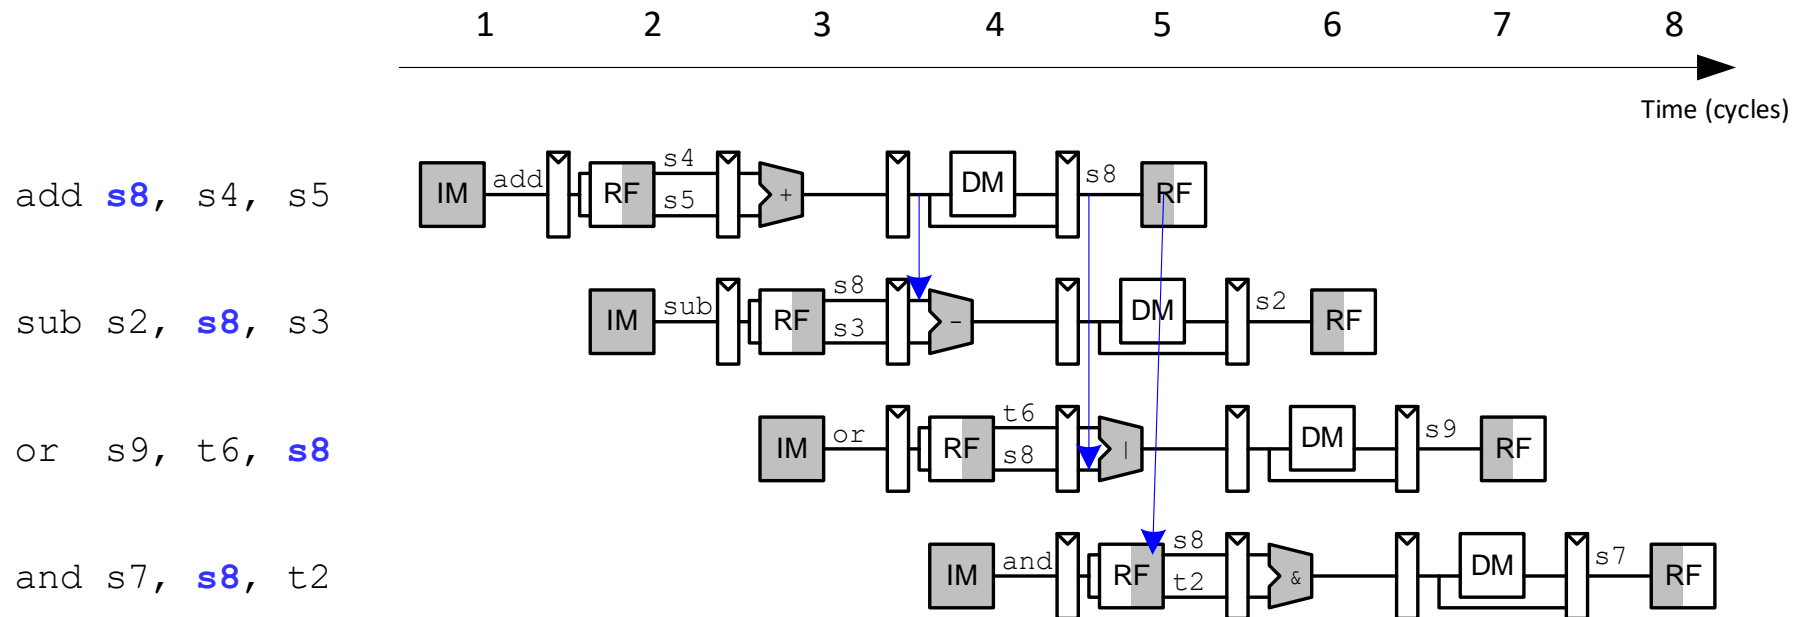 1 2 3 4 5 6 7 8
Time (cycles)
add s8, s4, s5 IM add RF s4 s5 + DM s8 RF
sub s2, s8, s3 IM sub RF s8 s3 - DM s2 RF
or s9, t6, s8 IM or RF t6 s8 | DM s9 RF
and s7, s8, t2 IM and RF s8 t2 & DM s7 RF